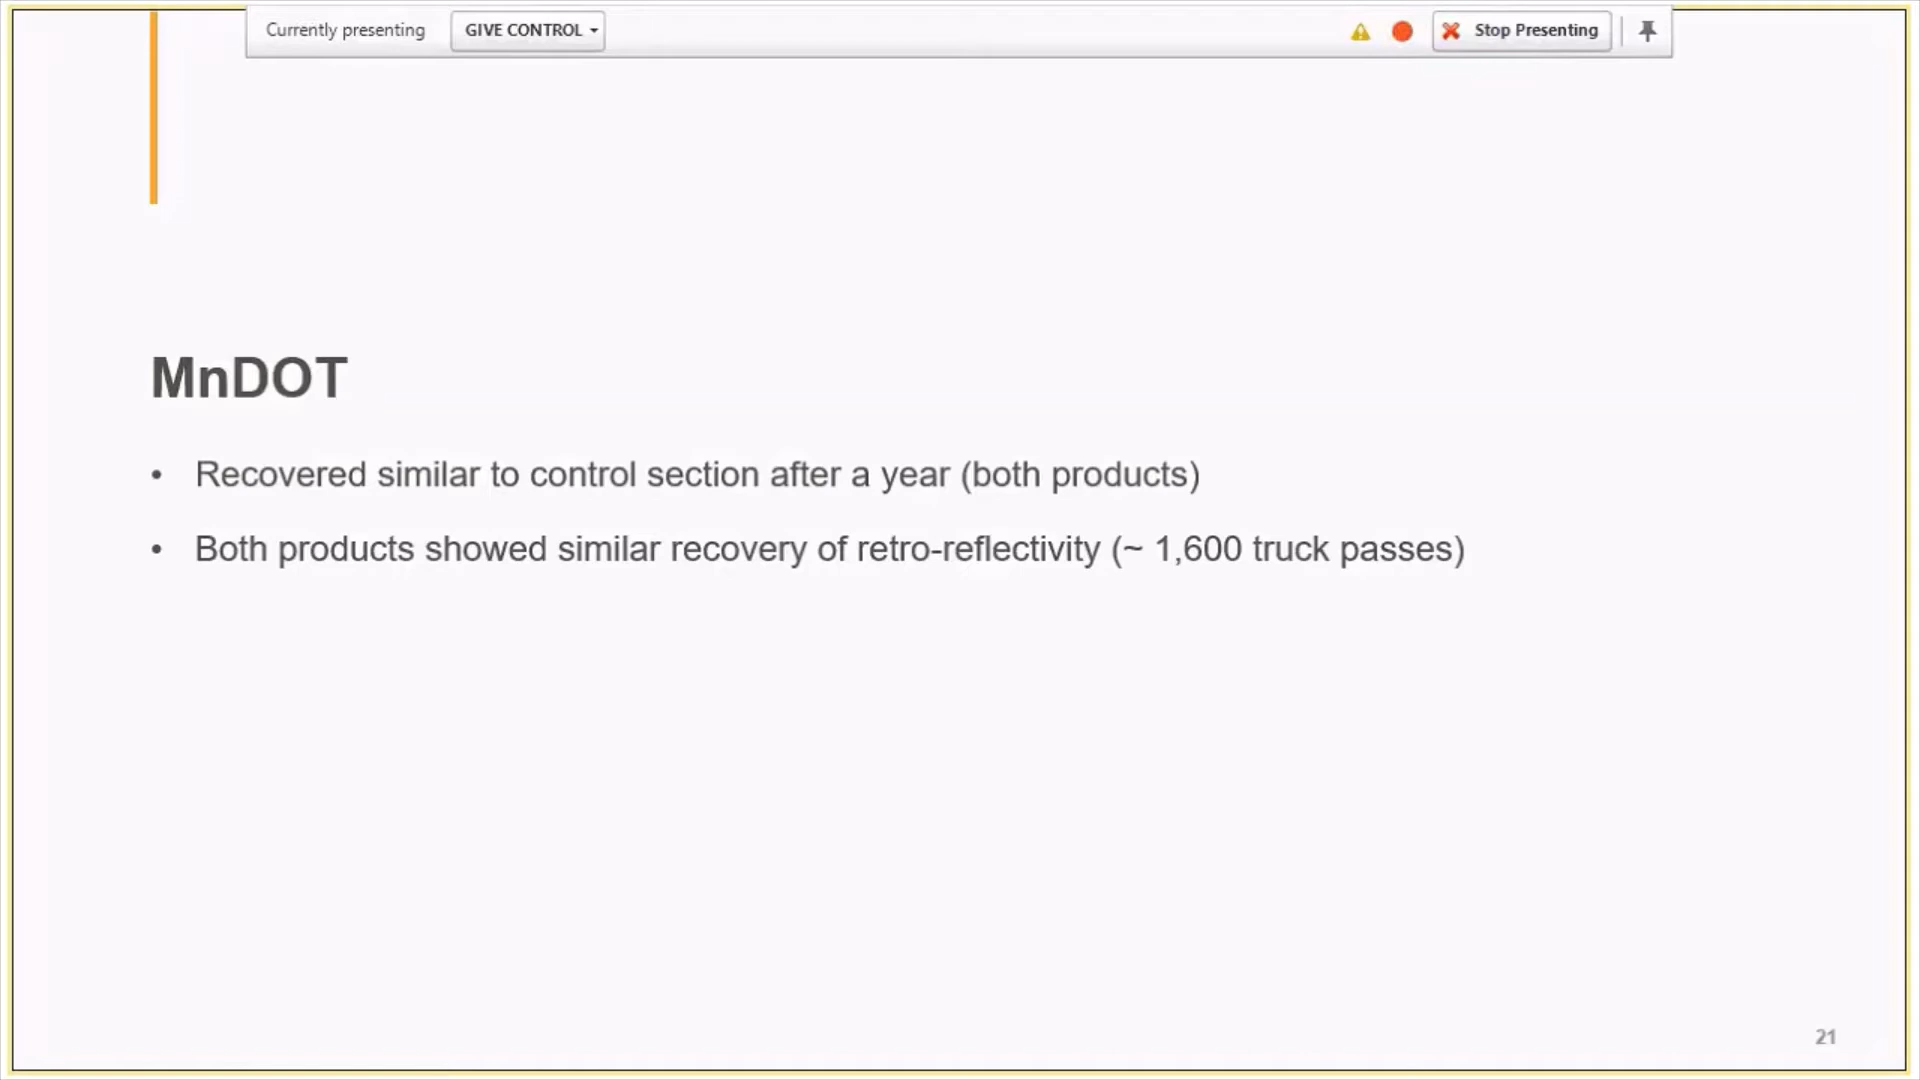 Currently presenting GIVE CONTROL Stop Presenting
MnDOT
• Recovered similar to control section after a year (both products)
• Both products showed similar recovery of retro-reflectivity (~ 1,600 truck passes)
21